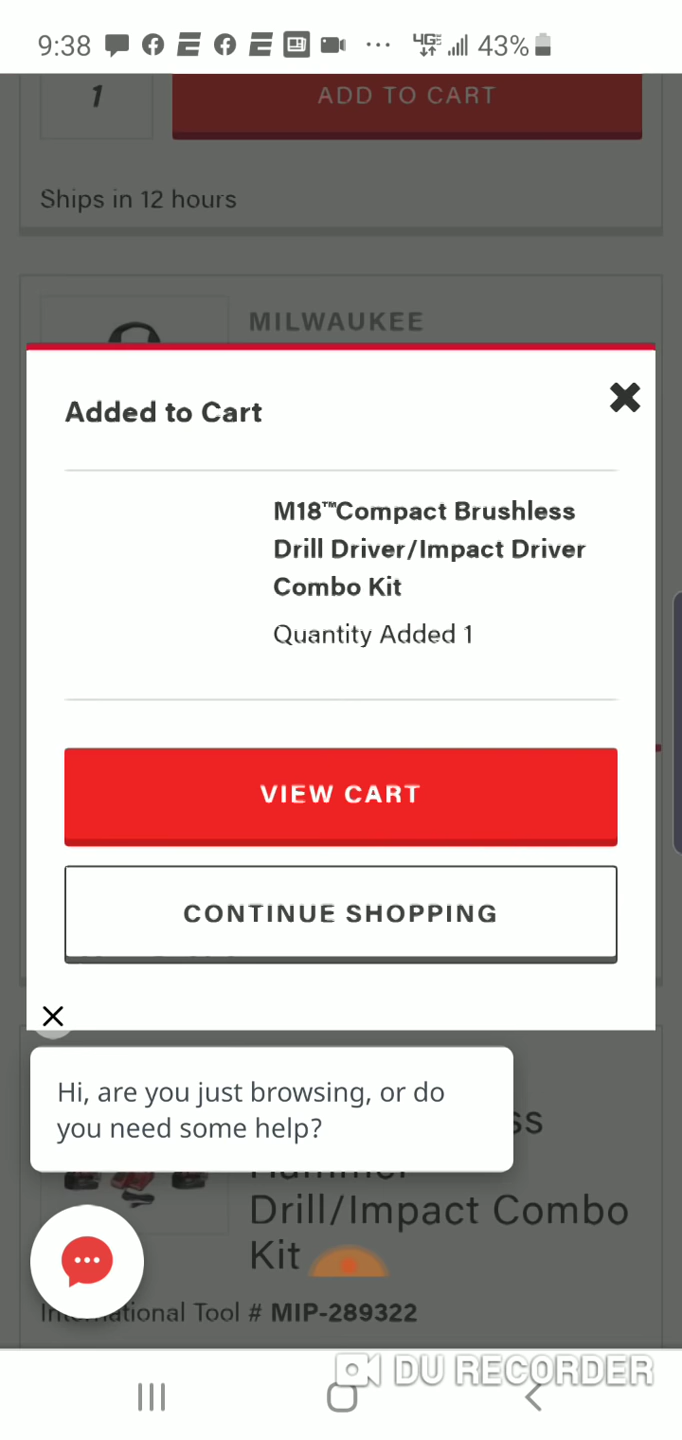 9:38 43%
1 ADD TO CART
Ships in 12 hours
MILWAUKEE
Added to Cart
M18™Compact Brushless
Drill Driver/Impact Driver
Combo Kit
Quantity Added 1
VIEW CART
CONTINUE SHOPPING
Hi, are you just browsing, or do
you need some help?
Drill/Impact Combo
Kit
International Tool # MIP-289322
DU RECORDER